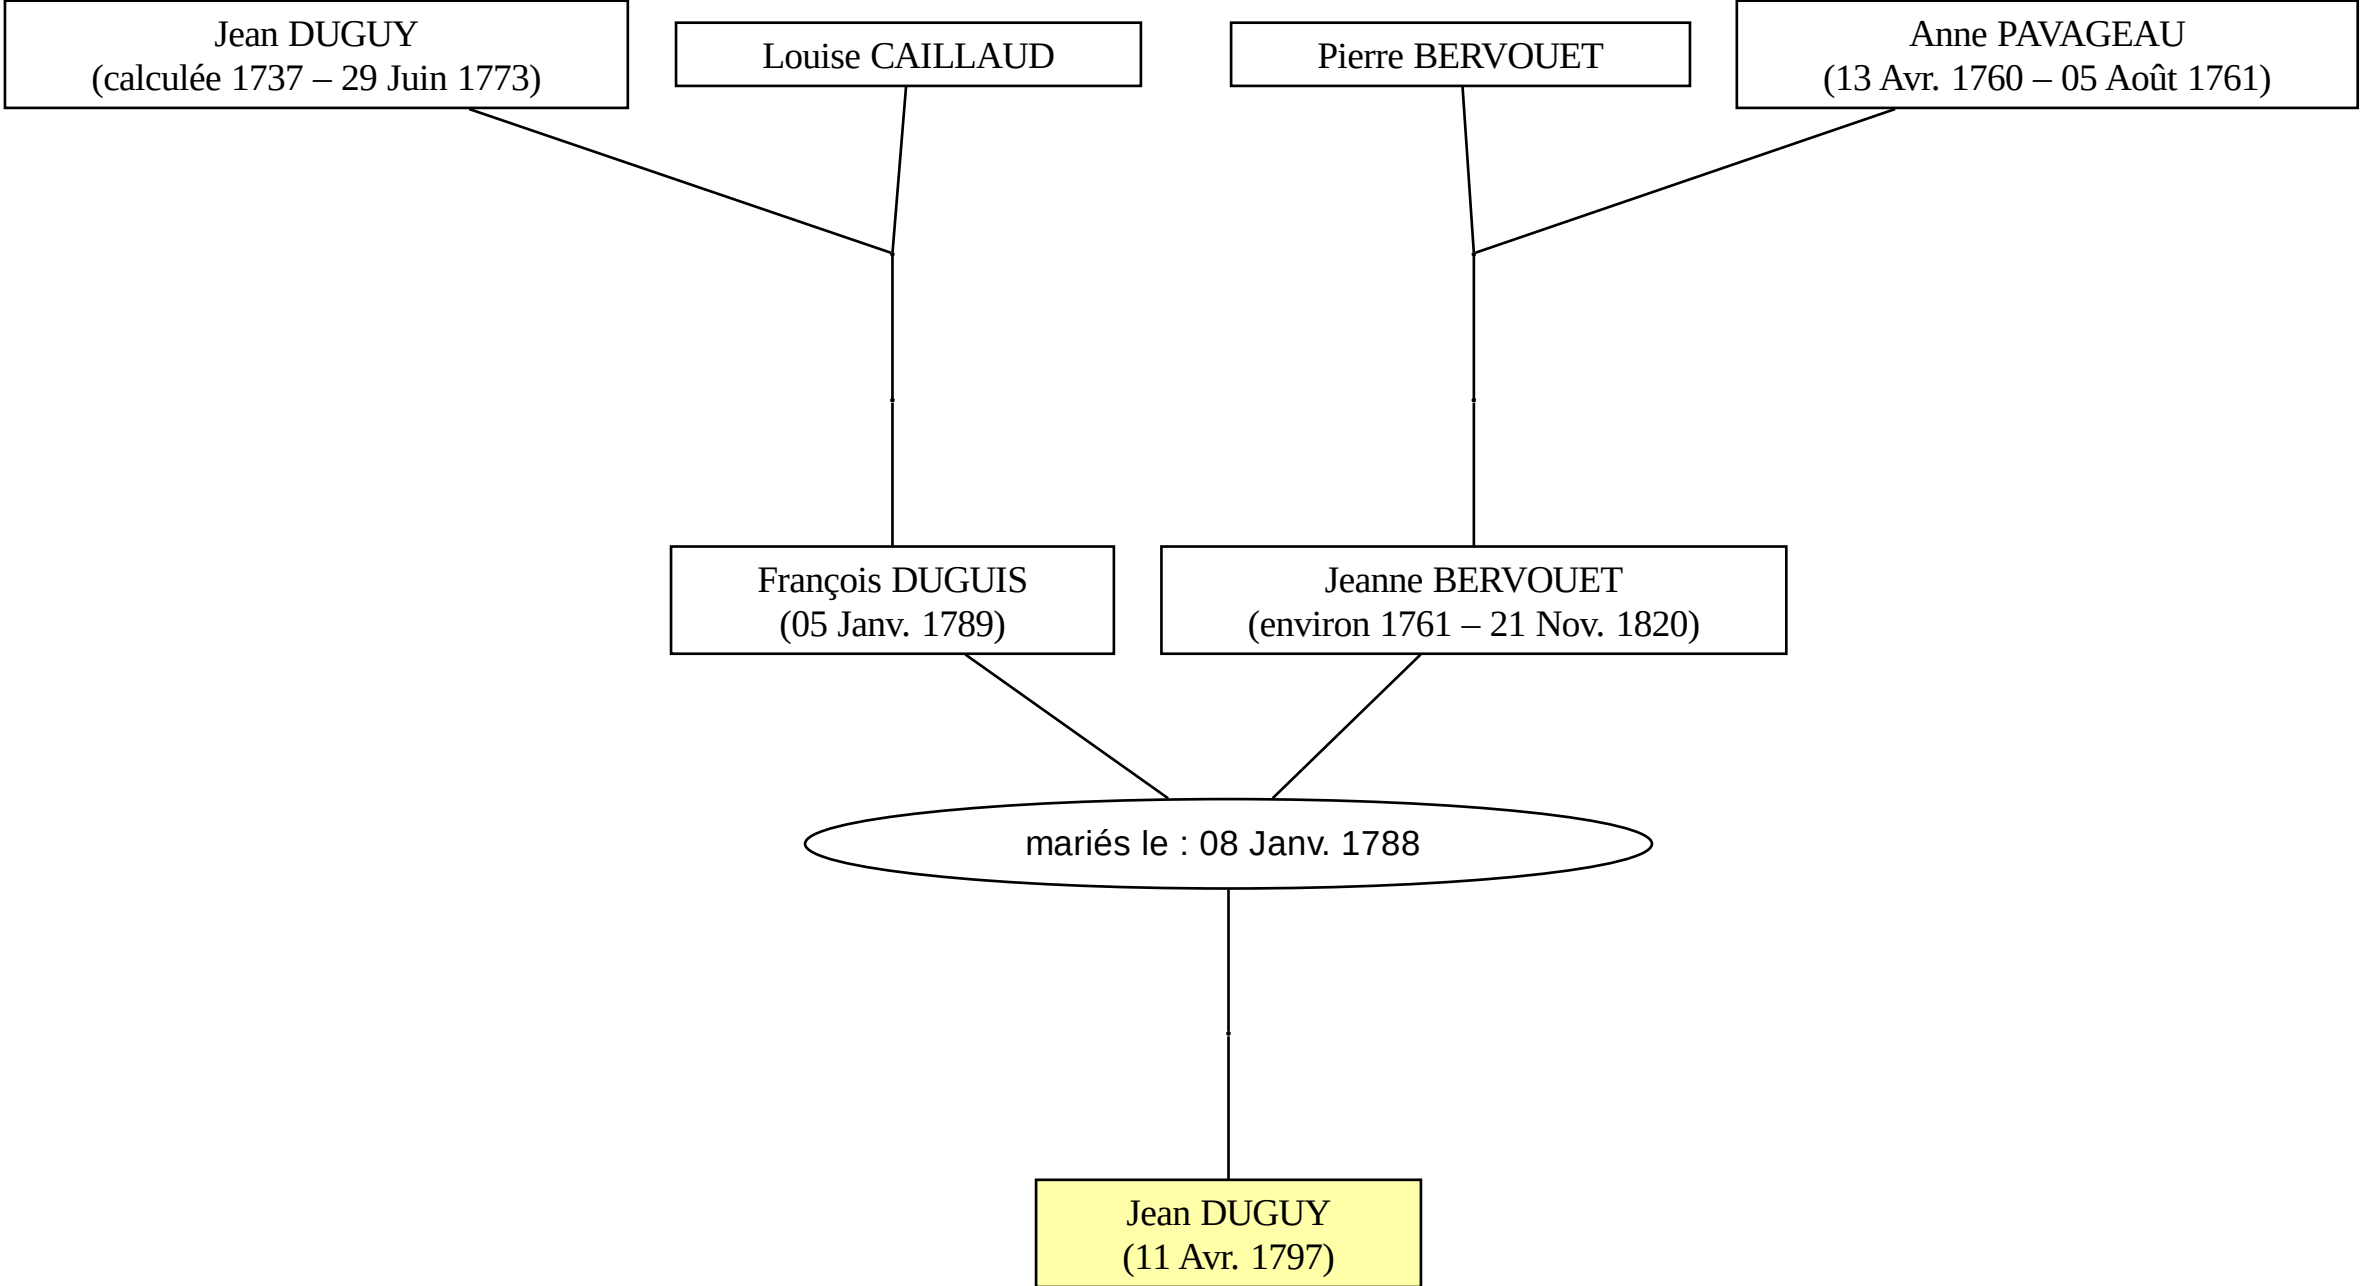 Jean DUGUY
(calculée 1737 – 29 Juin 1773)
Louise CAILLAUD
Pierre BERVOUET
Anne PAVAGEAU
(13 Avr. 1760 – 05 Août 1761)
François DUGUIS
(05 Janv. 1789)
Jeanne BERVOUET
(environ 1761 – 21 Nov. 1820)
mariés le : 08 Janv. 1788
Jean DUGUY
(11 Avr. 1797)